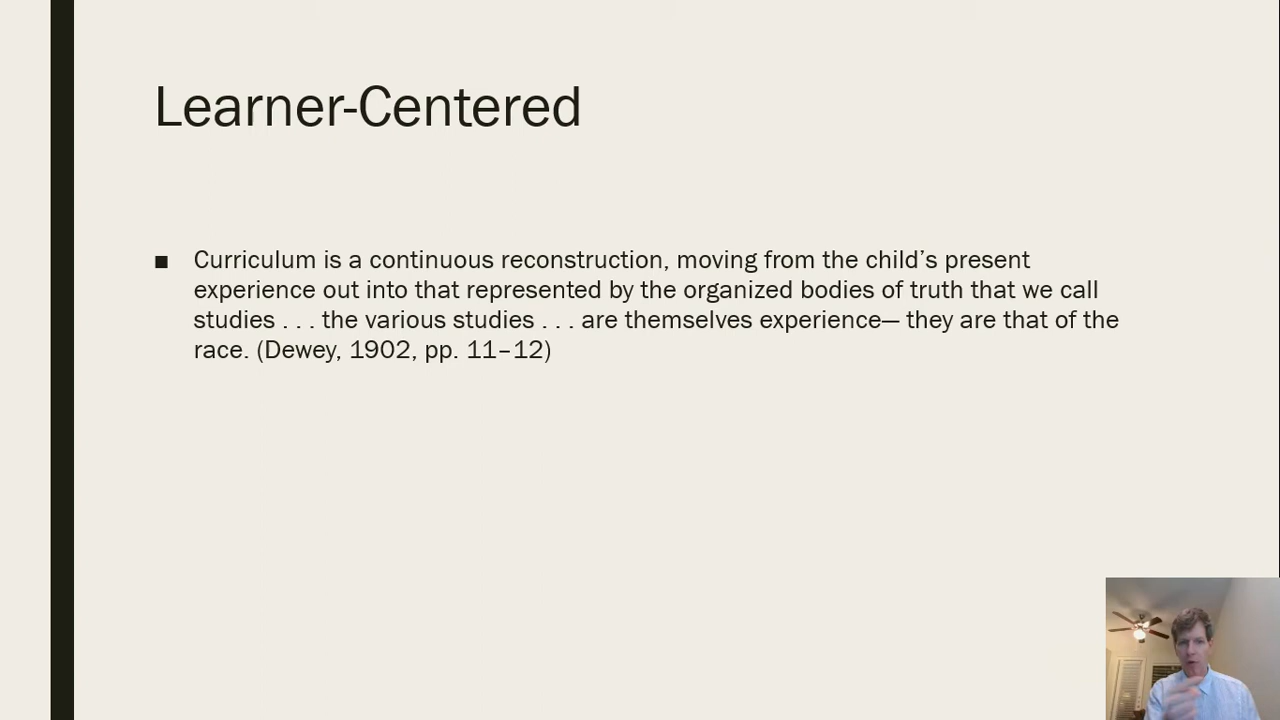 Learner-Centered
■ Curriculum is a continuous reconstruction, moving from the child’s present
experience out into that represented by the organized bodies of truth that we call
studies . . . the various studies . . . are themselves experience— they are that of the
race. (Dewey, 1902, pp. 11–12)